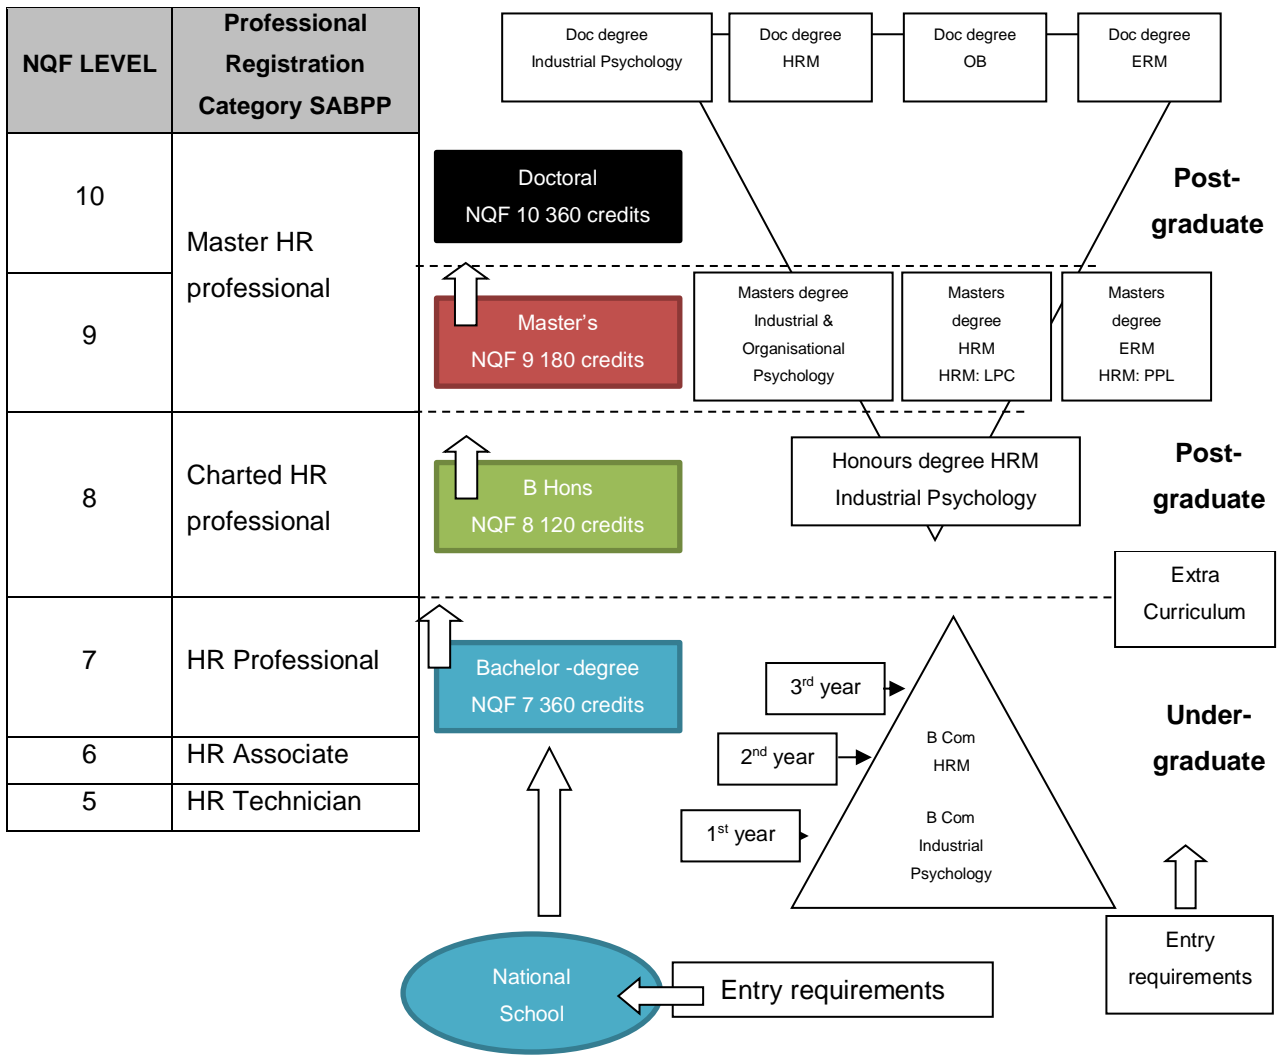 NQF LEVEL
Professional
Registration
Category SABPP
10
Master HR
professional
9
8
Charted HR
professional
7
HR Professional
6
HR Associate
5
HR Technician
Doc degree
Industrial Psychology
Doc degree
HRM
Doc degree
OB
Doc degree
ERM
Doctoral
NQF 10 360 credits
Post-
graduate
Master’s
NQF 9 180 credits
Masters degree
Industrial &
Organisational
Psychology
Masters
degree
HRM
HRM: LPC
Masters
degree
ERM
HRM: PPL
B Hons
NQF 8 120 credits
Honours degree HRM
Industrial Psychology
Post-
graduate
Extra
Curriculum
Bachelor -degree
NQF 7 360 credits
3rd year
2nd year
1st year
B Com
HRM
B Com
Industrial
Psychology
Under-
graduate
National
School
Entry requirements
Entry
requirements